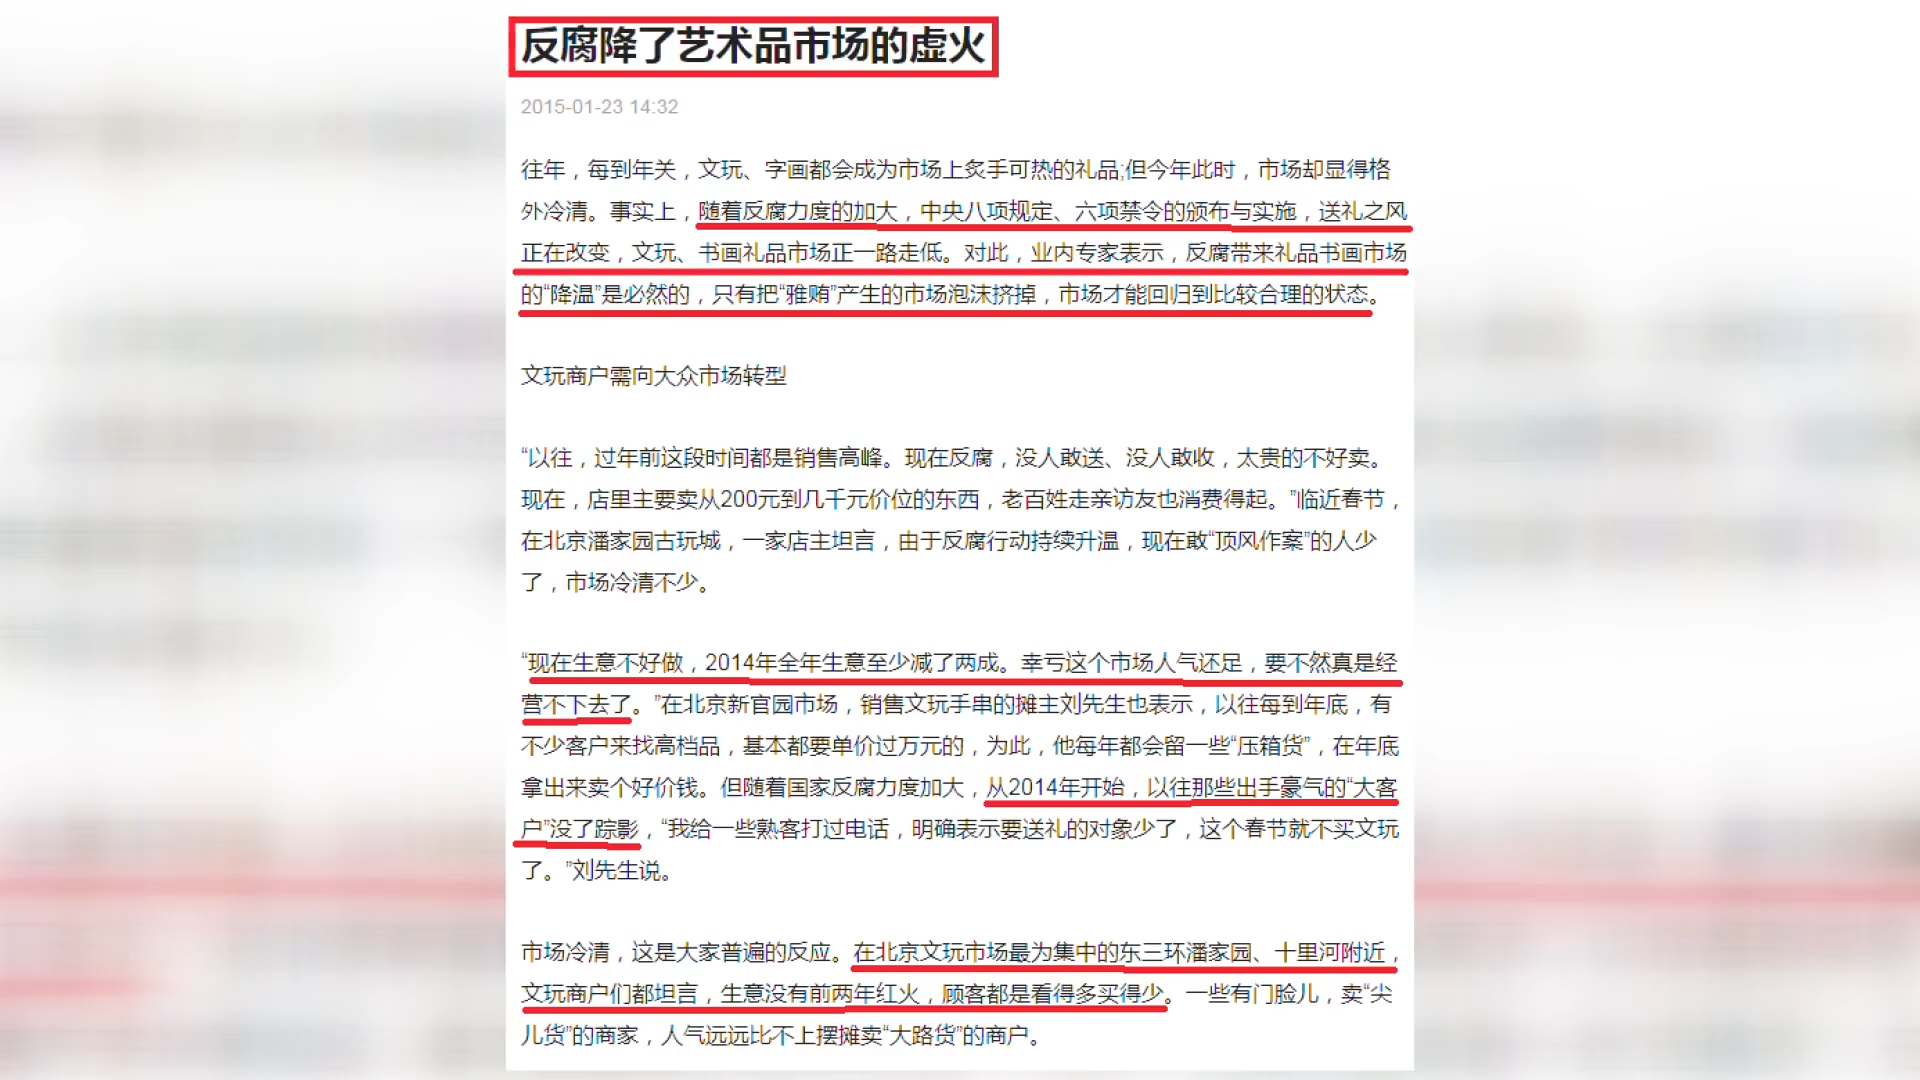 反腐降了艺术品市场的虚火
2015-01-23 14:32
往年，每到年关，文玩、字画都会成为市场上炙手可热的礼品;但今年此时，市场却显得格
外冷清。事实上，随着反腐力度的加大，中央八项规定、六项禁令的颁布与实施，送礼之风
正在改变，文玩、书画礼品市场正一路走低。对此，业内专家表示，反腐带来礼品书画市场
的“降温”是必然的，只有把“雅贿”产生的市场泡沫挤掉，市场才能回归到比较合理的状态。
文玩商户需向大众市场转型
“以往，过年前这段时间都是销售高峰。现在反腐，没人敢送、没人敢收，太贵的不好卖。
现在，店里主要卖从200元到几千元价位的东西，老百姓走亲访友也消费得起。”临近春节，
在北京潘家园古玩城，一家店主坦言，由于反腐行动持续升温，现在敢“顶风作案”的人少
了，市场冷清不少。
“现在生意不好做，2014年全年生意至少减了两成。幸亏这个市场人气还足，要不然真是经
营不下去了。”在北京新官园市场，销售文玩手串的摊主刘先生也表示，以往每到年底，有
不少客户来找高档品，基本都要单价过万元的，为此，他每年都会留一些“压箱货”，在年底
拿出来卖个好价钱。但随着国家反腐力度加大，从2014年开始，以往那些出手豪气的“大客
户”没了踪影，“我给一些熟客打过电话，明确表示要送礼的对象少了，这个春节就不买文玩
了。”刘先生说。
市场冷清，这是大家普遍的反应。在北京文玩市场最为集中的东三环潘家园、十里河附近，
文玩商户们都坦言，生意没有前两年红火，顾客都是看得多买得少。一些有门脸儿，卖“尖
儿货”的商家，人气远远比不上摆摊卖“大路货”的商户。